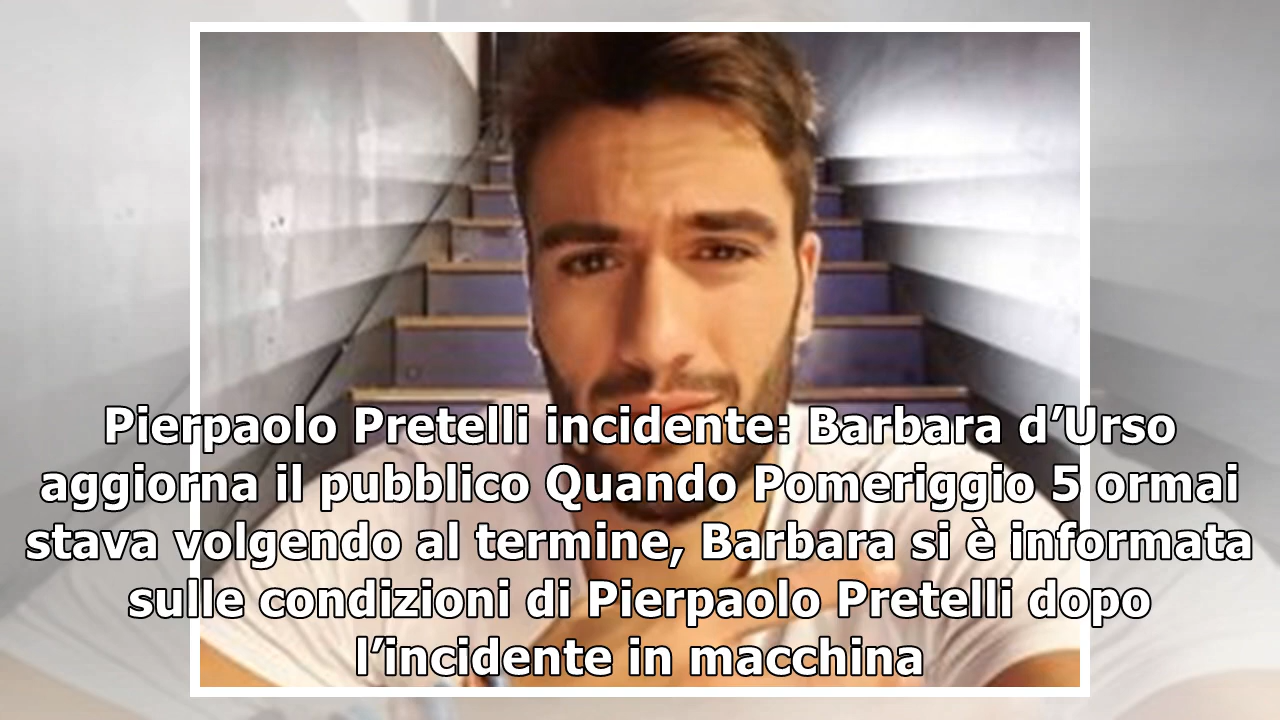 Pierpaolo Pretelli incidente: Barbara d’Urso
aggiorna il pubblico Quando Pomeriggio 5 ormai
stava volgendo al termine, Barbara si è informata
sulle condizioni di Pierpaolo Pretelli dopo
l’incidente in macchina